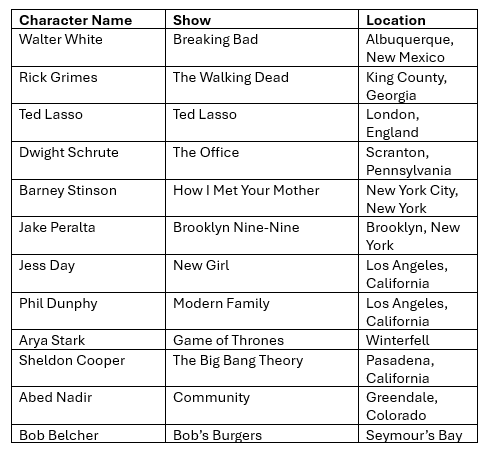 Character Name Show Location
Walter White Breaking Bad Albuquerque,
New Mexico
Rick Grimes The Walking Dead King County,
Georgia
Ted Lasso Ted Lasso London,
England
Dwight Schrute The Office Scranton,
Pennsylvania
Barney Stinson How I Met Your Mother New York City,
New York
Jake Peralta Brooklyn Nine-Nine Brooklyn, New
York
Jess Day New Girl Los Angeles,
California
Phil Dunphy Modern Family Los Angeles,
California
Arya Stark Game of Thrones Winterfell
Sheldon Cooper The Big Bang Theory Pasadena,
California
Abed Nadir Community Greendale,
Colorado
Bob Belcher Bob’s Burgers Seymour’s Bay